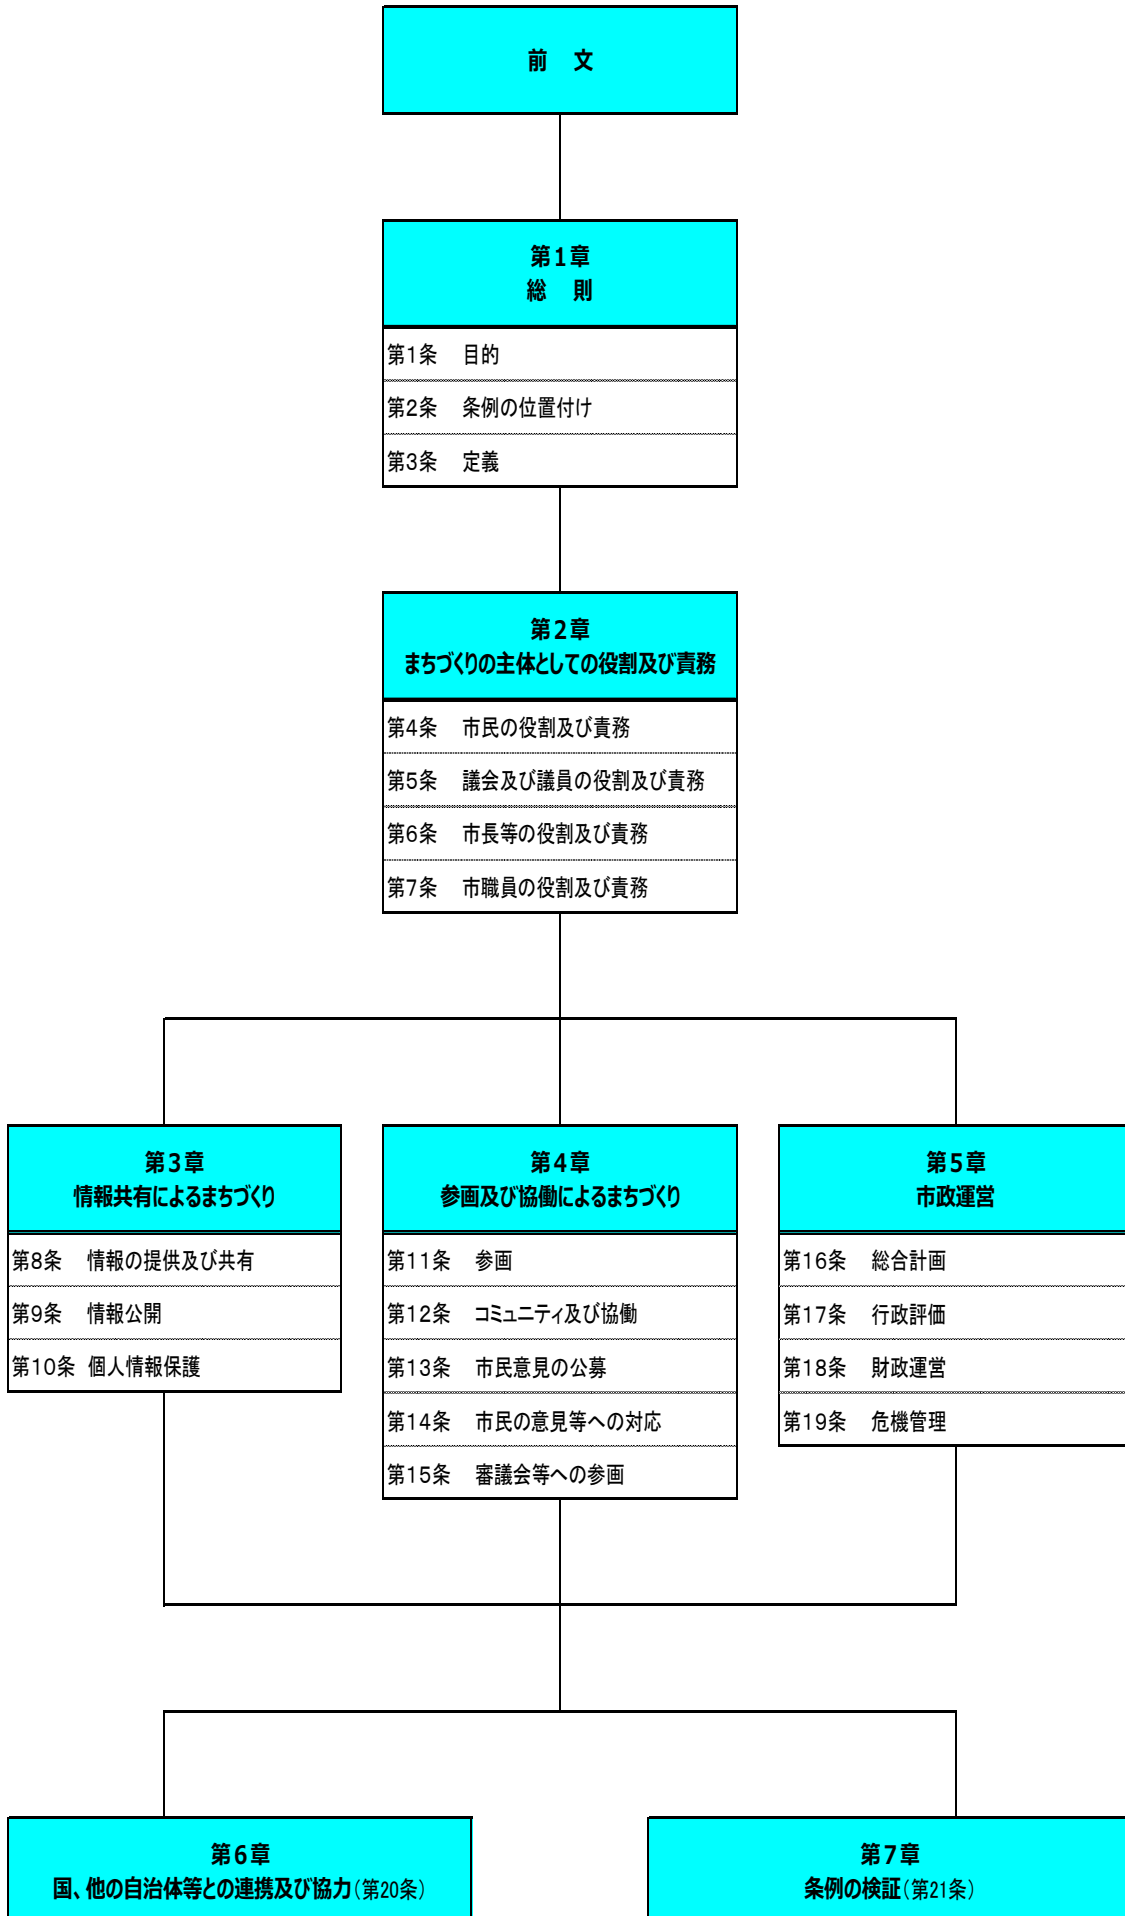 前　文
第1章
総　則
第1条　目的
第2条　条例の位置付け
第3条　定義
第2章
まちづくりの主体としての役割及び責務
第4条　市民の役割及び責務
第5条　議会及び議員の役割及び責務
第6条　市長等の役割及び責務
第7条　市職員の役割及び責務
第3章
情報共有によるまちづくり
第8条　情報の提供及び共有
第9条　情報公開
第10条 個人情報保護
第4章
参画及び協働によるまちづくり
第11条　参画
第12条　コミュニティ及び協働
第13条　市民意見の公募
第14条　市民の意見等への対応
第15条　審議会等への参画
第5章
市政運営
第16条　総合計画
第17条　行政評価
第18条　財政運営
第19条　危機管理
第6章
国、他の自治体等との連携及び協力（第20条）
第7章
条例の検証（第21条）